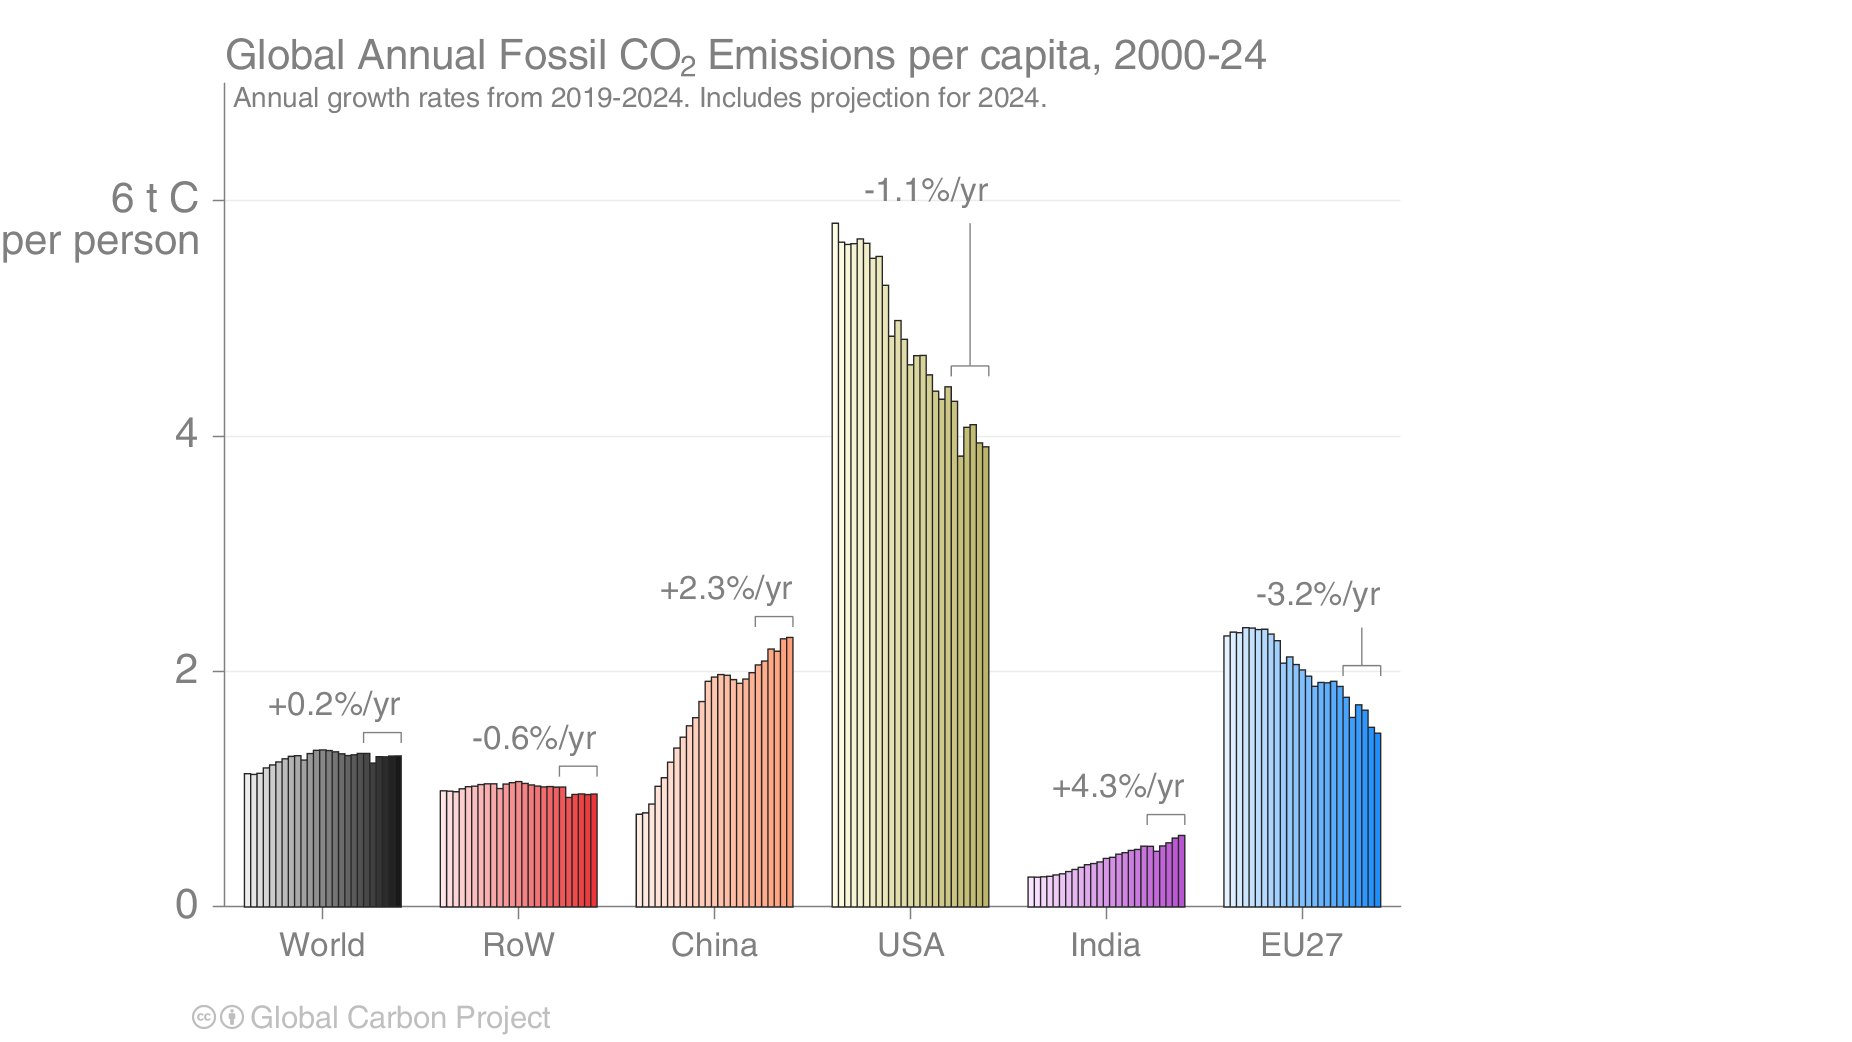 Global Annual Fossil CO₂ Emissions per capita, 2000-24
Annual growth rates from 2019-2024. Includes projection for 2024.
6 t C
per person
4
2
0
+0.2%/yr
-0.6%/yr
+2.3%/yr
-1.1%/yr
+4.3%/yr
-3.2%/yr
World
RoW
China
USA
India
EU27
cc Global Carbon Project